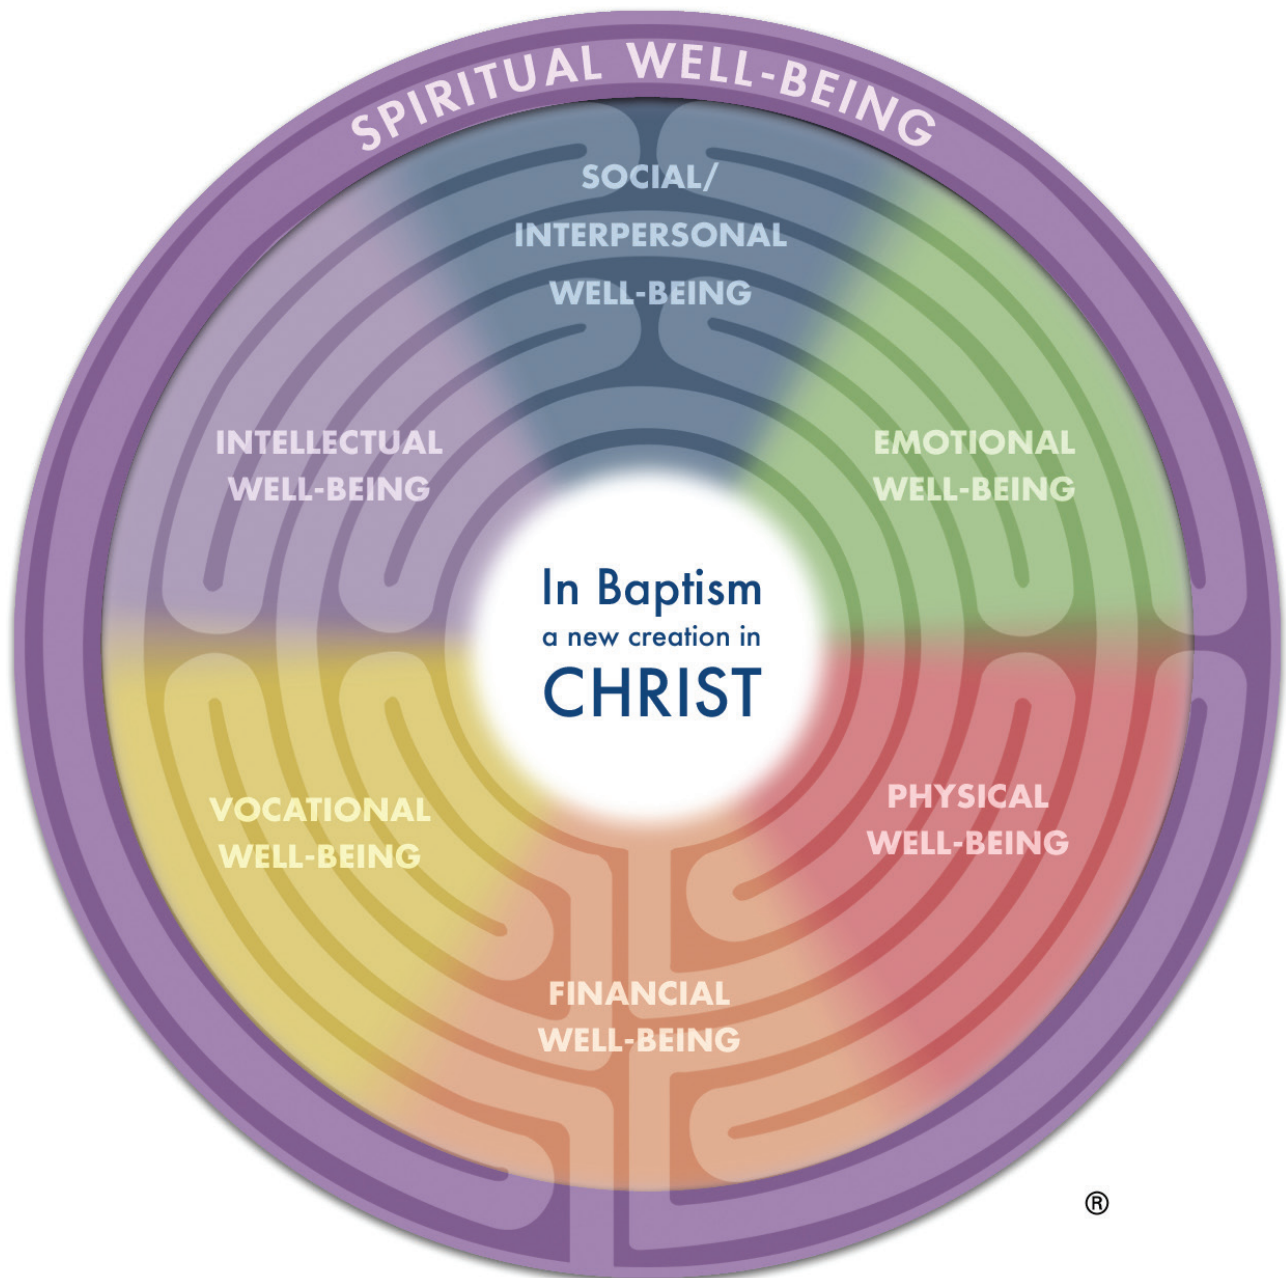 SPIRITUAL WELL-BEING
SOCIAL/
INTERPERSONAL
WELL-BEING
INTELLECTUAL
WELL-BEING
EMOTIONAL
WELL-BEING
In Baptism
a new creation in
CHRIST
VOCATIONAL
WELL-BEING
PHYSICAL
WELL-BEING
FINANCIAL
WELL-BEING
®